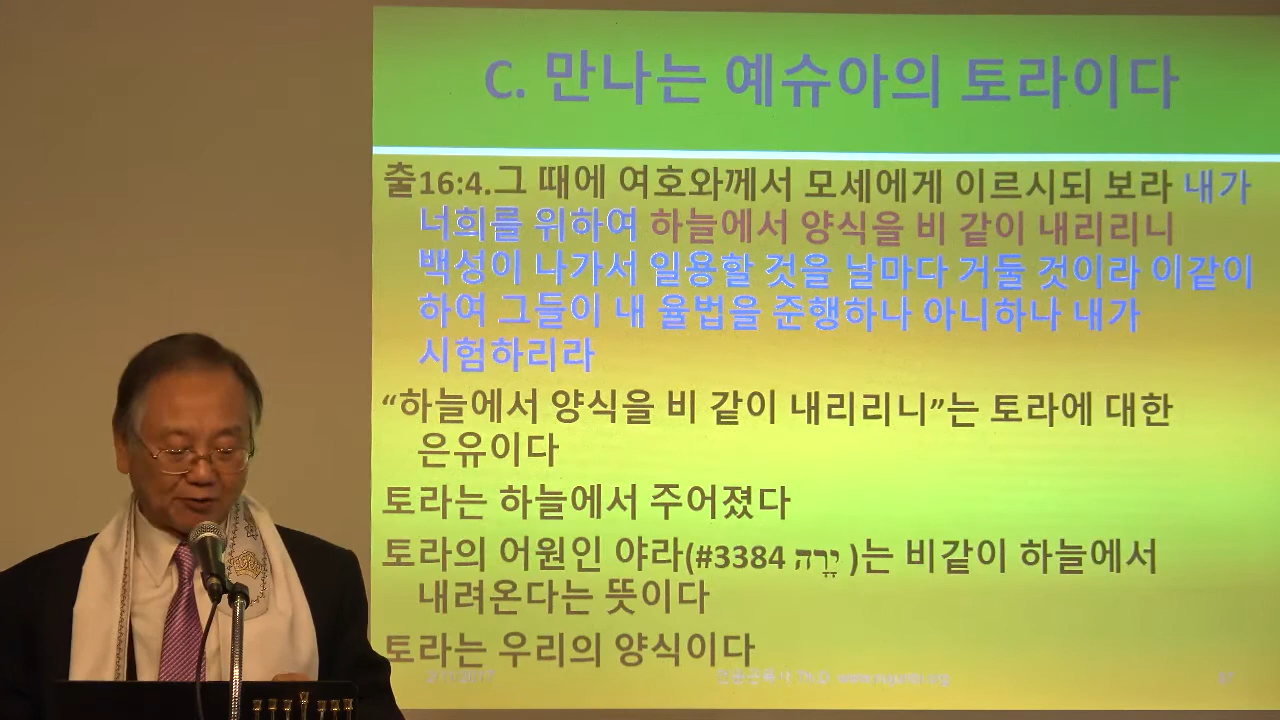 C. 만나는 예슈아의 토라이다
출16:4.그 때에 여호와께서 모세에게 이르시되 보라 내가
너희를 위하여 하늘에서 양식을 비 같이 내리리니
백성이 나가서 일용할 것을 날마다 거둘 것이라 이같이
하여 그들이 내 율법을 준행하나 아니하나 내가
시험하리라
“하늘에서 양식을 비 같이 내리리니”는 토라에 대한
은유이다
토라는 하늘에서 주어졌다
토라의 어원인 야라(#3384 יָרָה )는 비같이 하늘에서
내려온다는 뜻이다
토라는 우리의 양식이다